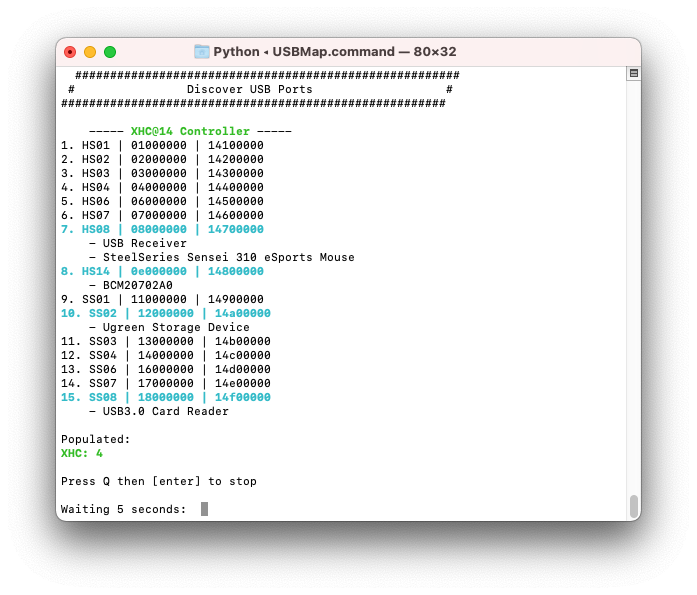 Python ◂ USBMap.command — 80×32
#######################################################
# Discover USB Ports #
#######################################################
----- XHC@14 Controller -----
1. HS01 | 01000000 | 14100000
2. HS02 | 02000000 | 14200000
3. HS03 | 03000000 | 14300000
4. HS04 | 04000000 | 14400000
5. HS06 | 06000000 | 14500000
6. HS07 | 07000000 | 14600000
7. HS08 | 08000000 | 14700000
- USB Receiver
- SteelSeries Sensei 310 eSports Mouse
8. HS14 | 0e000000 | 14800000
- BCM20702A0
9. SS01 | 11000000 | 14900000
10. SS02 | 12000000 | 14a00000
- Ugreen Storage Device
11. SS03 | 13000000 | 14b00000
12. SS04 | 14000000 | 14c00000
13. SS06 | 16000000 | 14d00000
14. SS07 | 17000000 | 14e00000
15. SS08 | 18000000 | 14f00000
- USB3.0 Card Reader
Populated:
XHC: 4
Press Q then [enter] to stop
Waiting 5 seconds: